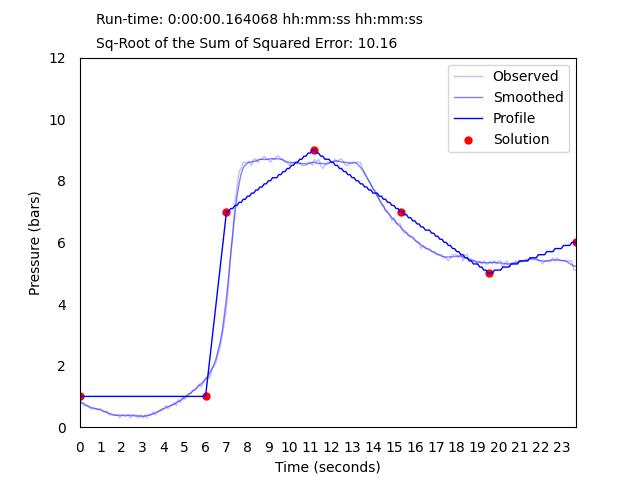 Run-time: 0:00:00.164068 hh:mm:ss hh:mm:ss
Sq-Root of the Sum of Squared Error: 10.16
12
10
8
6
4
2
0
Pressure (bars)
Observed
Smoothed
Profile
Solution
0 1 2 3 4 5 6 7 8 9 10 11 12 13 14 15 16 17 18 19 20 21 22 23
Time (seconds)